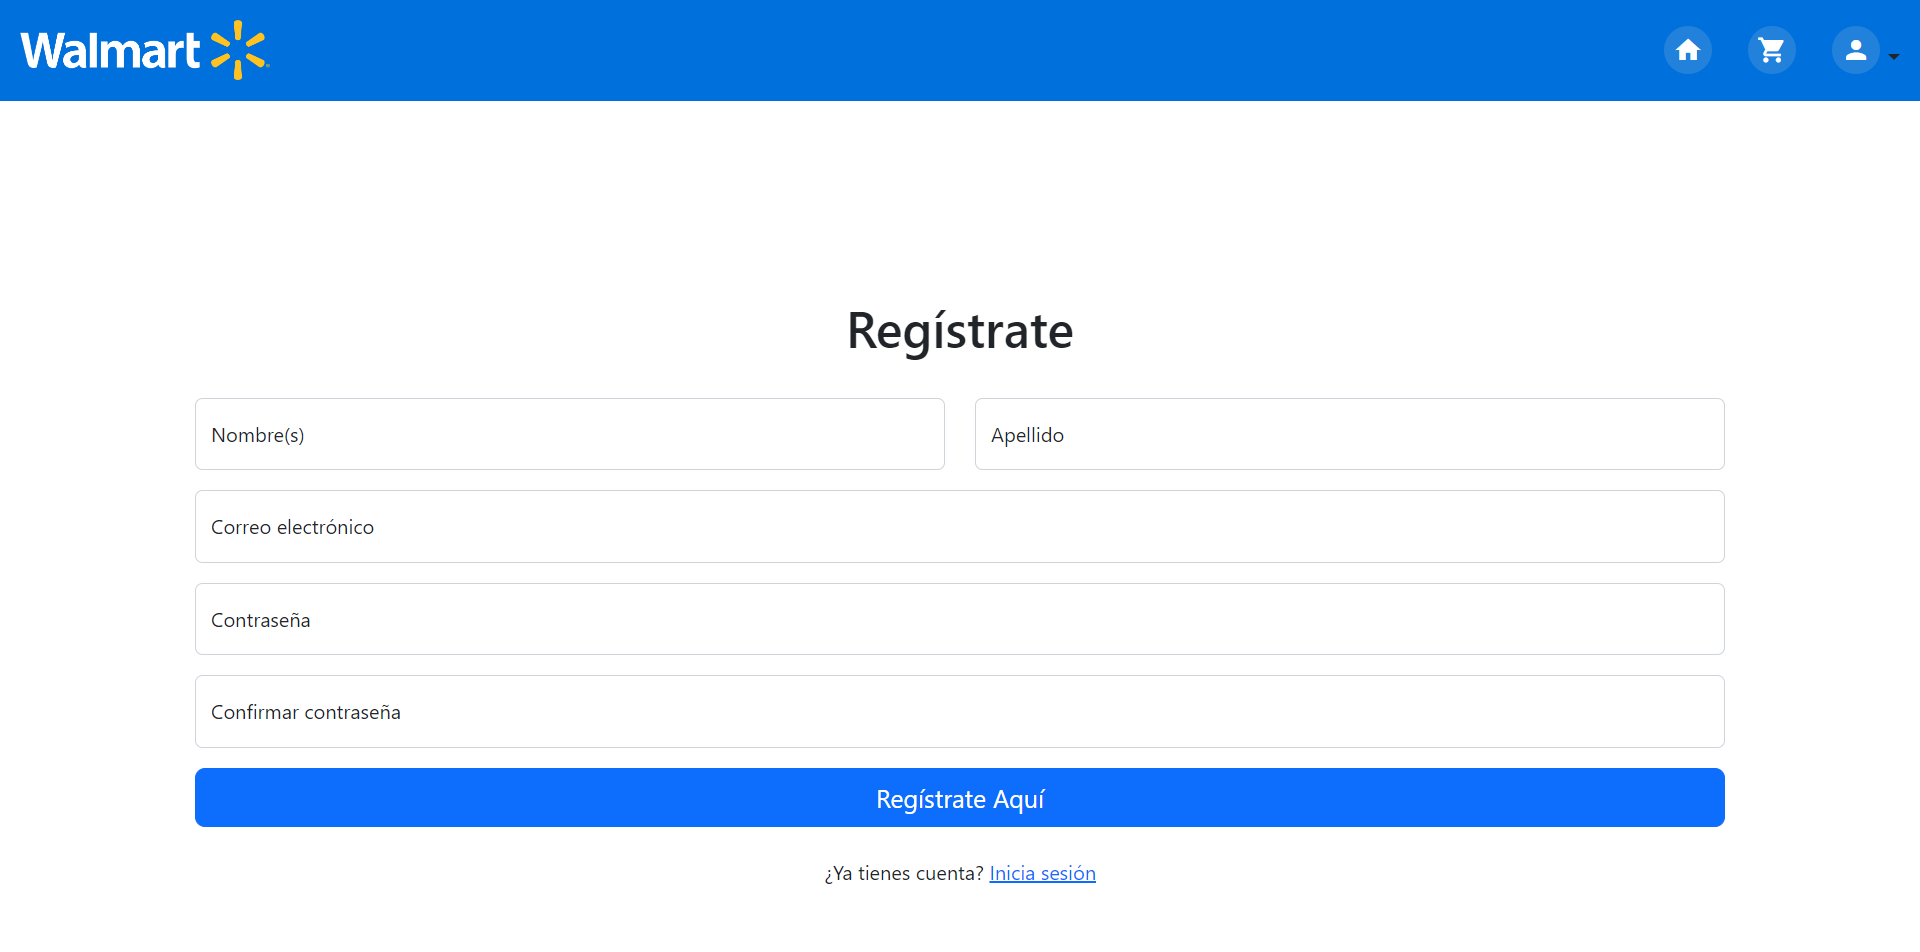 Walmart
Regístrate
Nombre(s)
Apellido
Correo electrónico
Contraseña
Confirmar contraseña
Regístrate Aquí
¿Ya tienes cuenta? Inicia sesión